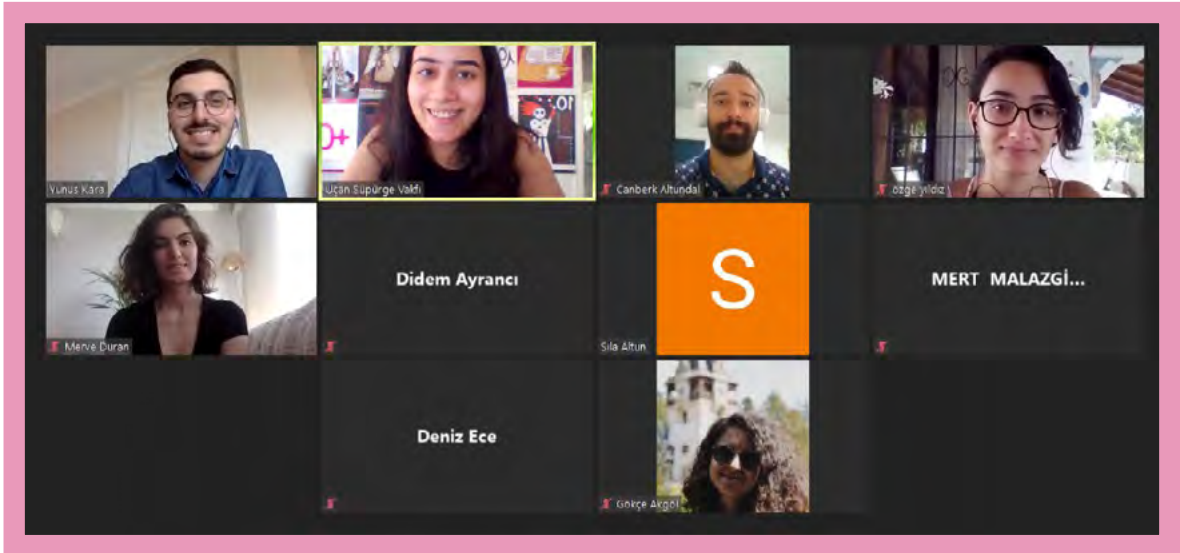 0+
Yunus Kara
Uçan Süpürge Vakfı
Canberk Altundal
özge yıldız
Merve Duran
Didem Ayrancı
S
Sıla Altun
MERT MALAZGİ...
Deniz Ece
Gökçe Akgöl